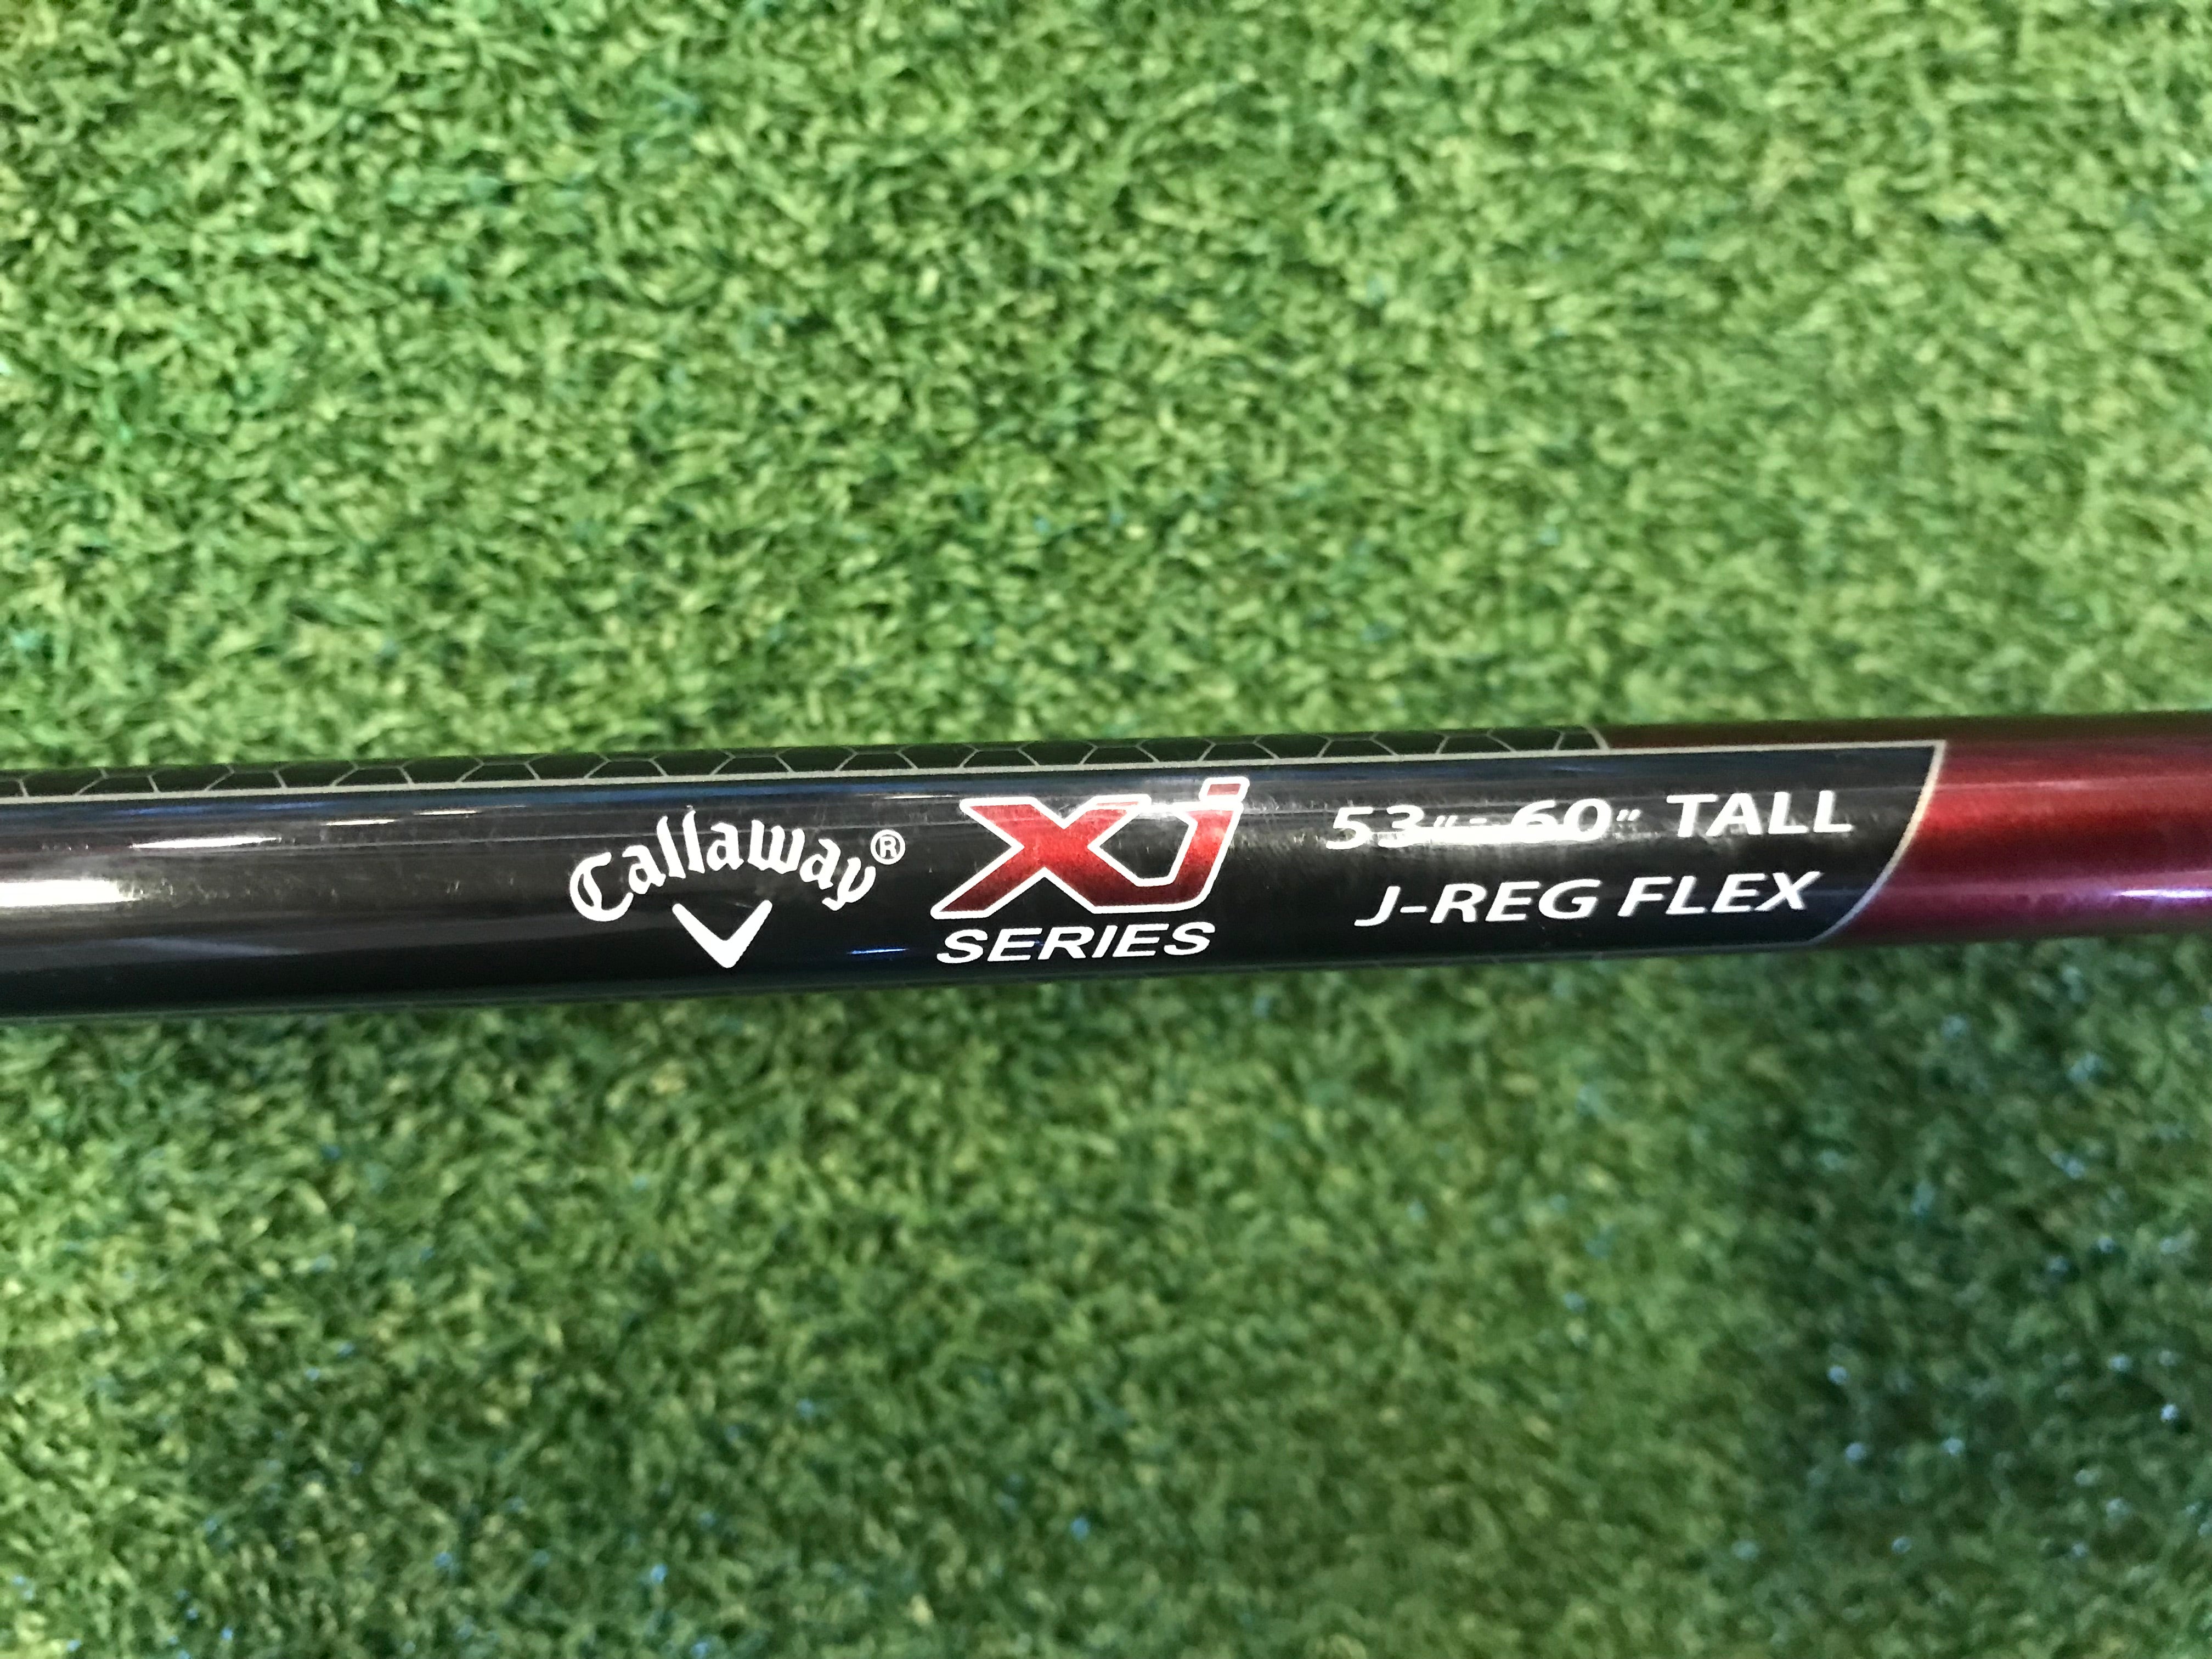 Callaway®
Xj
SERIES
53"- 60" TALL
J-REG FLEX